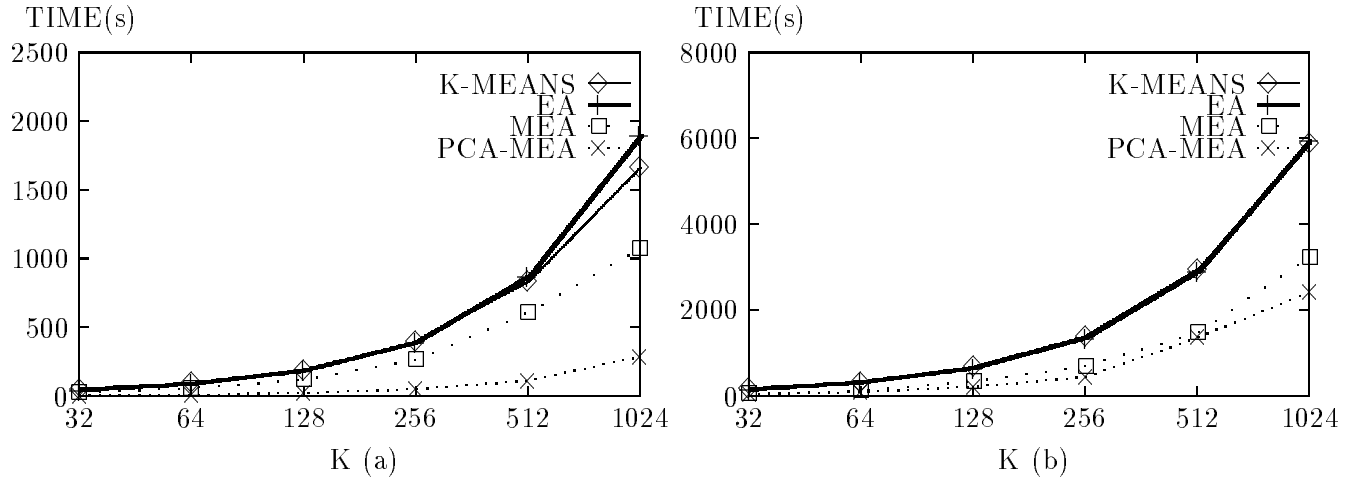 TIME(s)
2500
2000
1500
1000
500
0
K-MEANS
EA
MEA
PCA-MEA
32 64 128 256 512 1024
K (a)
TIME(s)
8000
6000
4000
2000
0
K-MEANS
EA
MEA
PCA-MEA
32 64 128 256 512 1024
K (b)